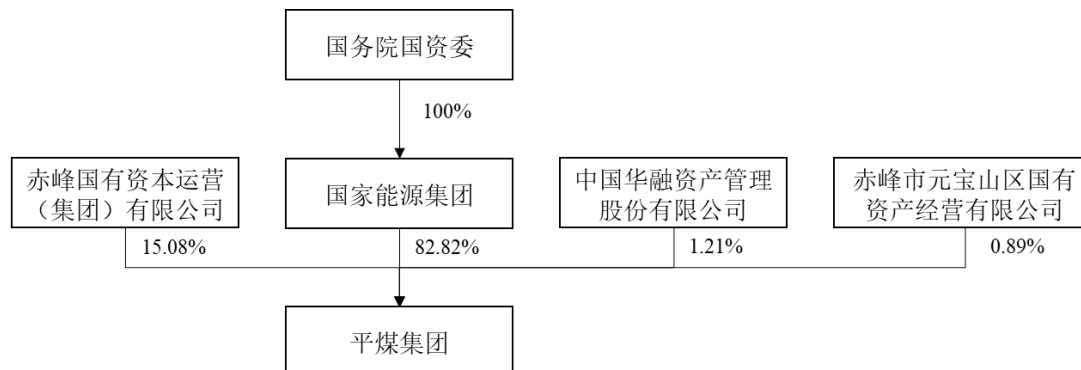 国务院国资委
100%
赤峰国有资本运营
（集团）有限公司
国家能源集团
中国华融资产管理
股份有限公司
赤峰市元宝山区国有
资产经营有限公司
15.08%
82.82%
1.21%
0.89%
平煤集团